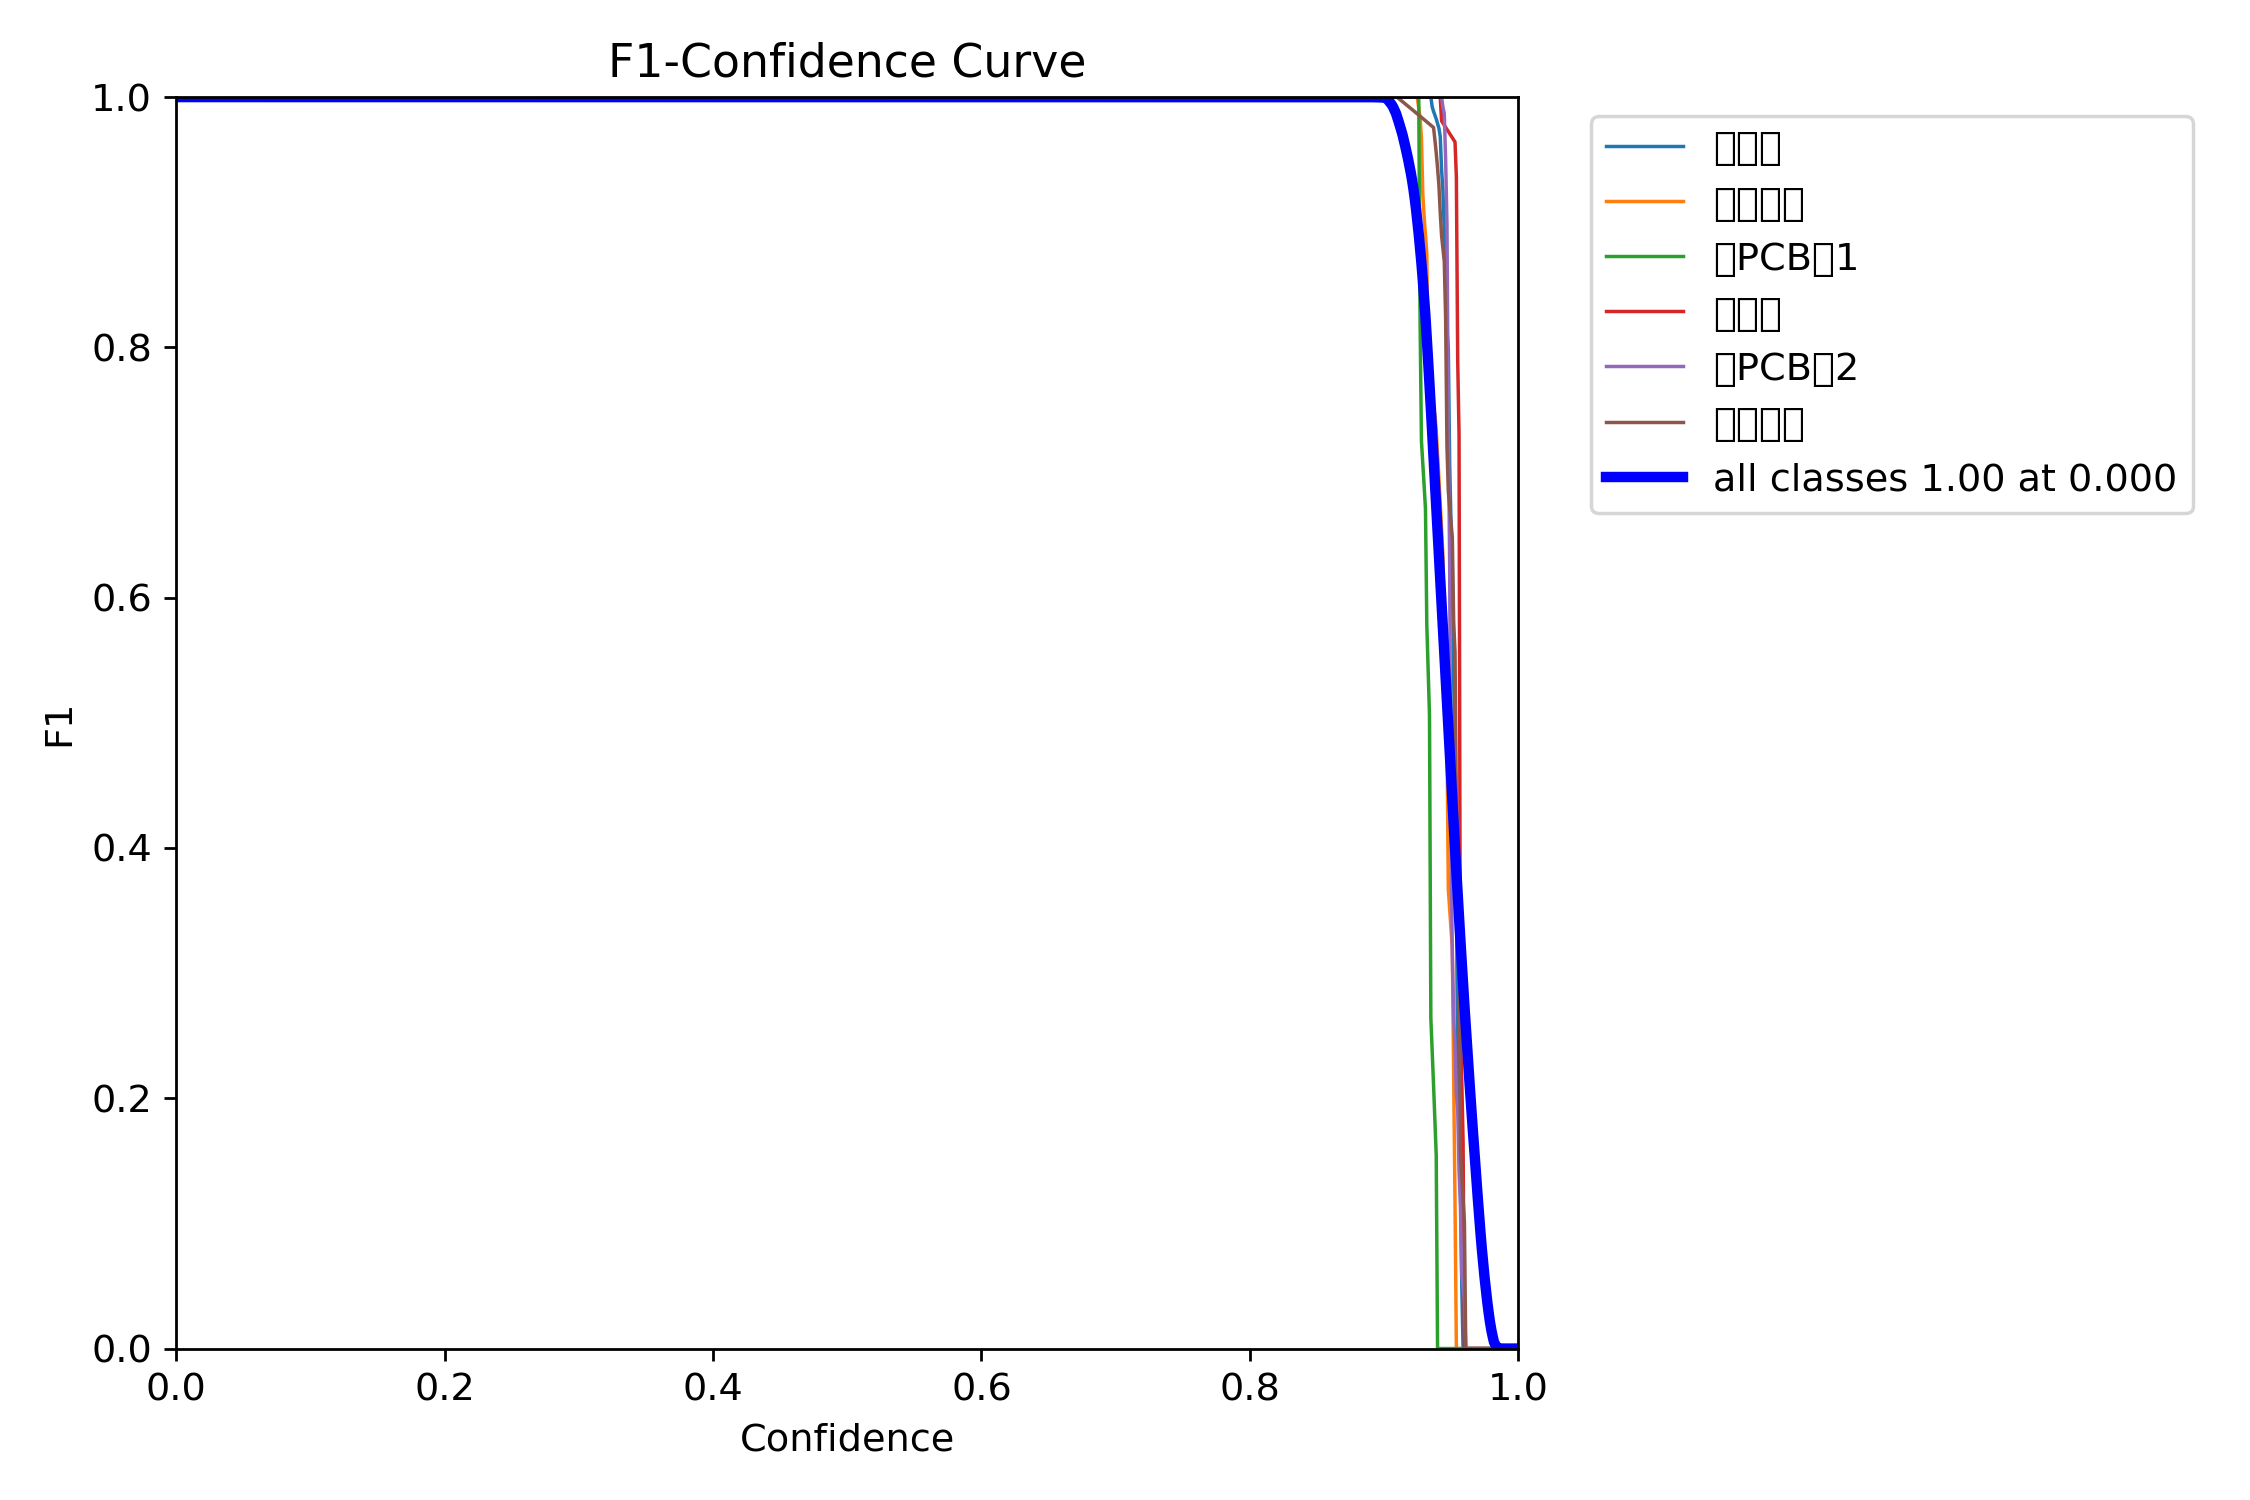 F1-Confidence Curve
1.0
0.8
0.6
0.4
0.2
0.0
F1
0.0 0.2 0.4 0.6 0.8 1.0
Confidence
PCB 1
PCB 2
all classes 1.00 at 0.000